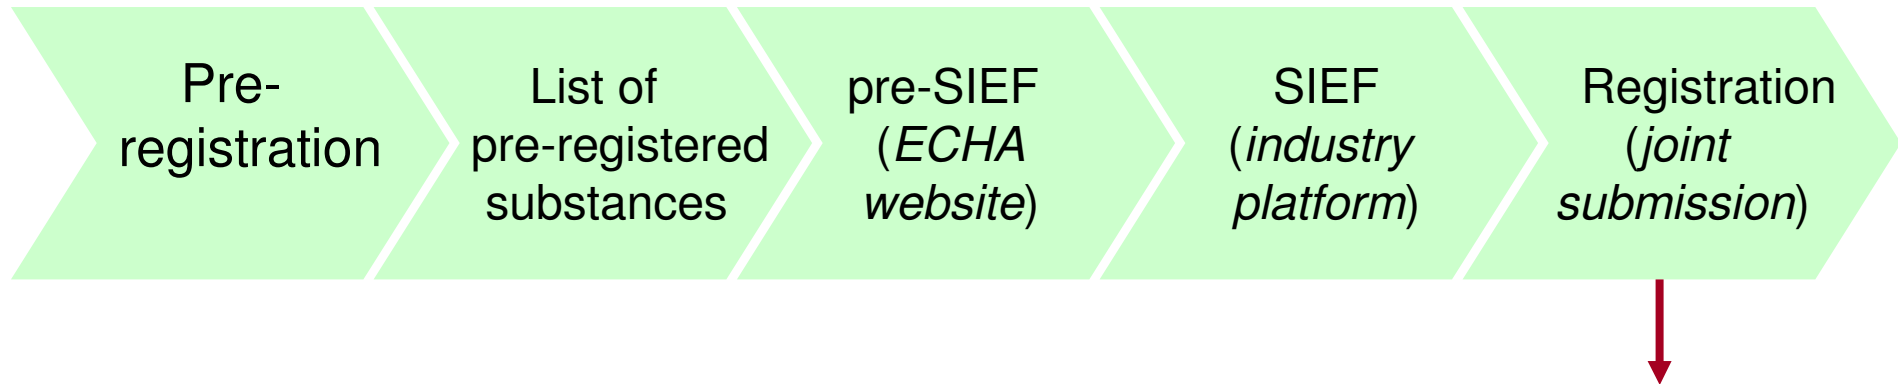 Pre-
registration
List of
pre-registered
substances
pre-SIEF
(ECHA
website)
SIEF
(industry
platform)
Registration
(joint
submission)